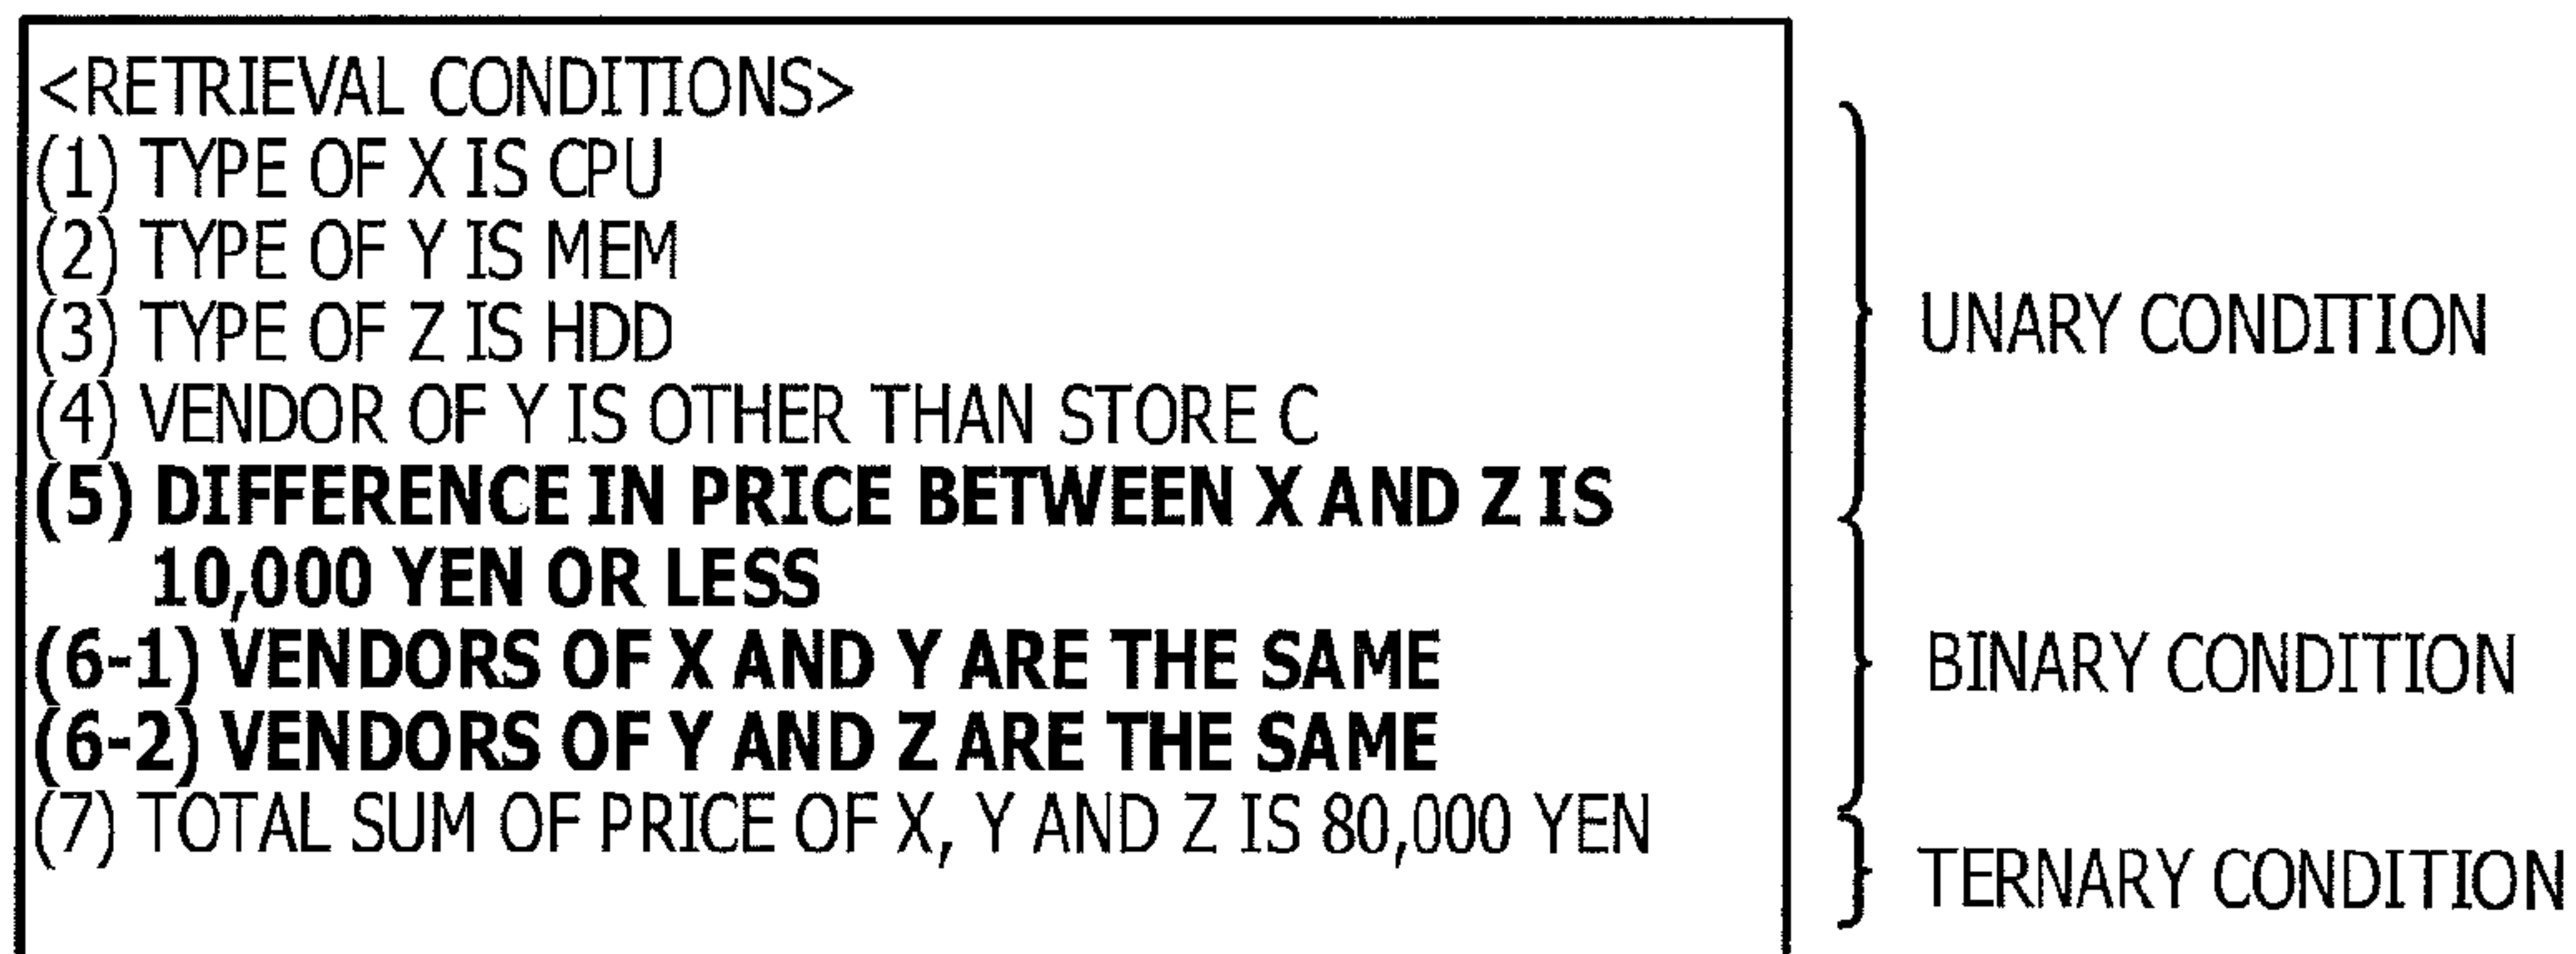 <RETRIEVAL CONDITIONS>
(1) TYPE OF X IS CPU
(2) TYPE OF Y IS MEM
(3) TYPE OF Z IS HDD
(4) VENDOR OF Y IS OTHER THAN STORE C
(5) DIFFERENCE IN PRICE BETWEEN X AND Z IS
10,000 YEN OR LESS
(6-1) VENDORS OF X AND Y ARE THE SAME
(6-2) VENDORS OF Y AND Z ARE THE SAME
(7) TOTAL SUM OF PRICE OF X, Y AND Z IS 80,000 YEN
UNARY CONDITION
BINARY CONDITION
TERNARY CONDITION